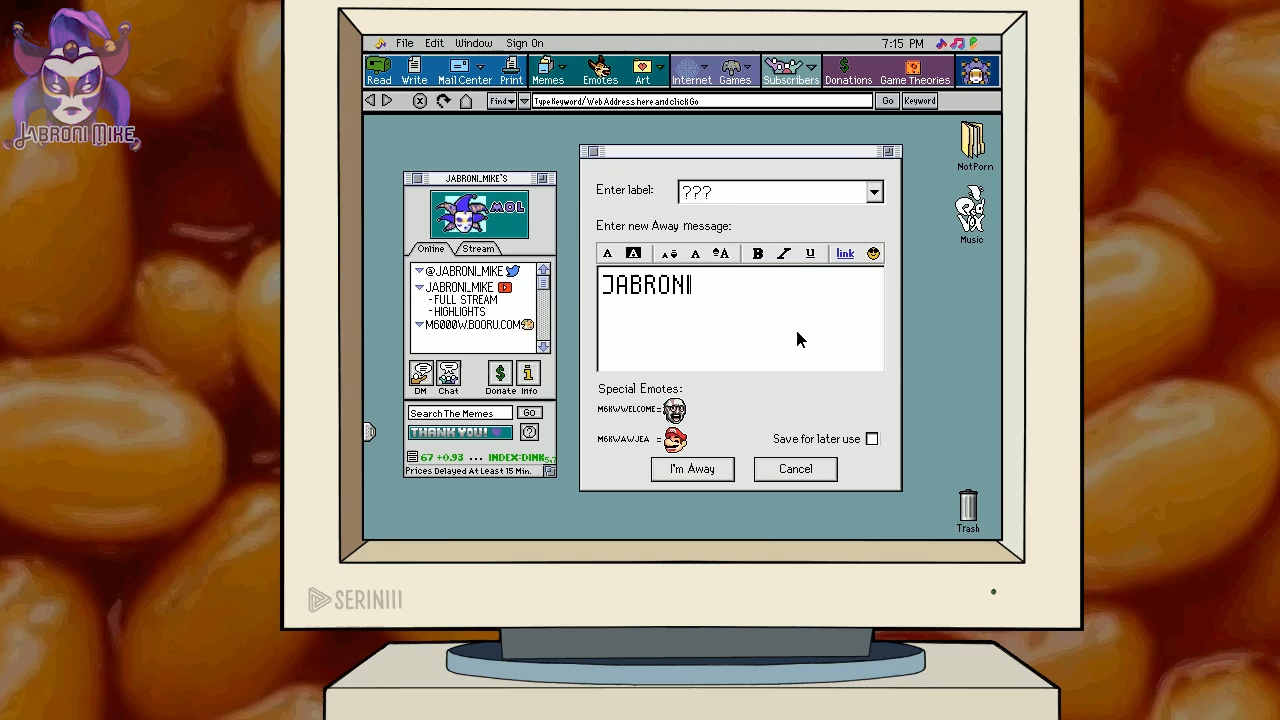 JABRONI MIKE
File Edit Window Sign On 7:15 PM
Read Write Mail Center Print Memes Emotes Art Internet Games Subscribers Donations Game Theories
Find Type Keyword/Web Address here and click Go Go Keyword
NotPorn
Music
Trash
JABRONI_MIKE'S
MOL
Online Stream
@JABRONI_MIKE
JABRONI_MIKE
-FULL STREAM
-HIGHLIGHTS
M6000W.BOORU.COM
DM Chat Donate Info
Search The Memes Go
THANK YOU!
67 +0.93 ... INDEX:DINK
Prices Delayed At Least 15 Min.
Enter label: ???
Enter new Away message:
A A A A A B I U link
JABRONI
Special Emotes:
M6KWWELCOME=
M6KWAWJEA =
Save for later use
I'm Away Cancel
SERINIII